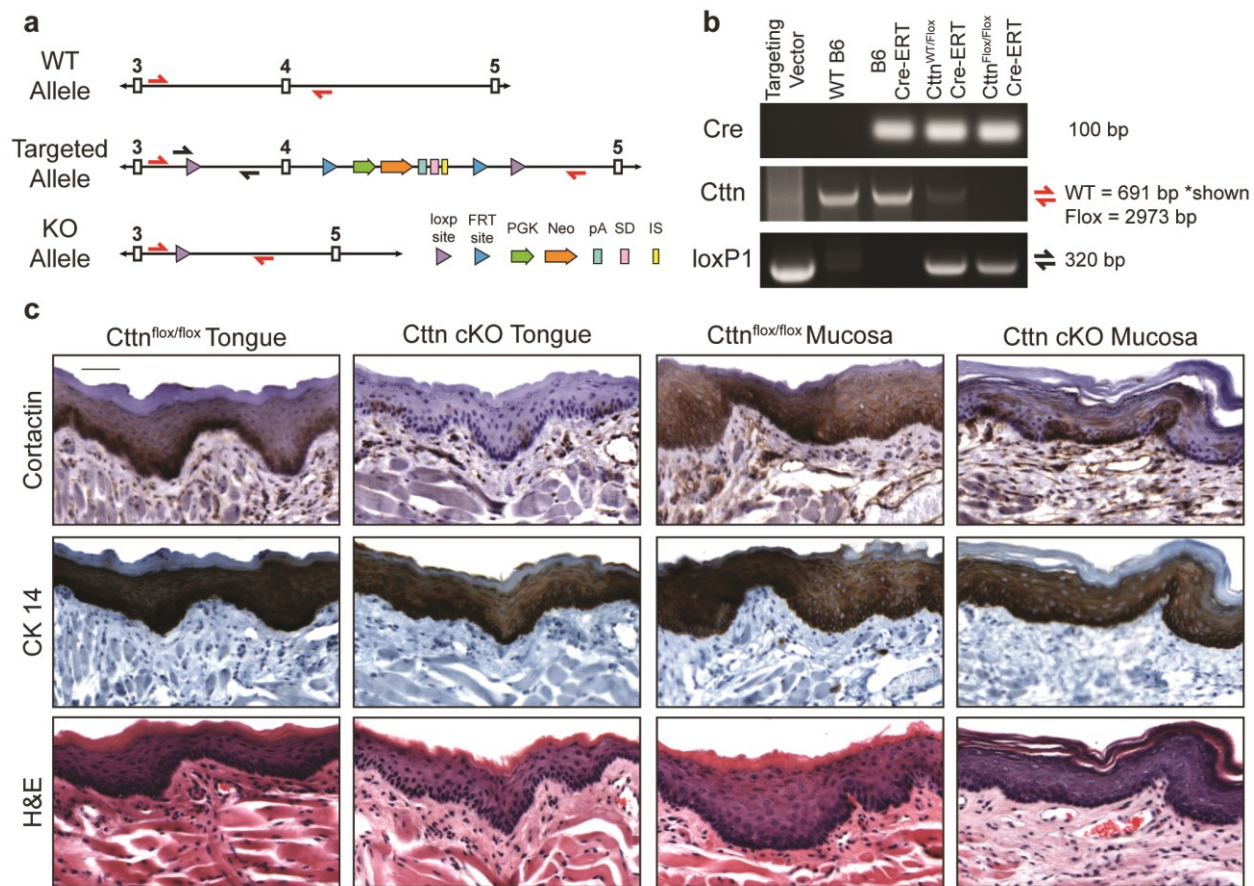 a
WT
Allele
3 4 5
Targeted
Allele
3 4 5
KO
Allele
3 5
loxp
site
FRT
site
PGK
Neo
pA
SD
IS
b
Targeting
Vector
WT B6
B6
Cre-ERT
Cttn^WT/Flox
Cre-ERT
Cttn^Flox/Flox
Cre-ERT
Cre
100 bp
Cttn
WT = 691 bp *shown
Flox = 2973 bp
loxP1
320 bp
c
Cttn^flox/flox Tongue
Cttn cKO Tongue
Cttn^flox/flox Mucosa
Cttn cKO Mucosa
Cortactin
CK 14
H&E